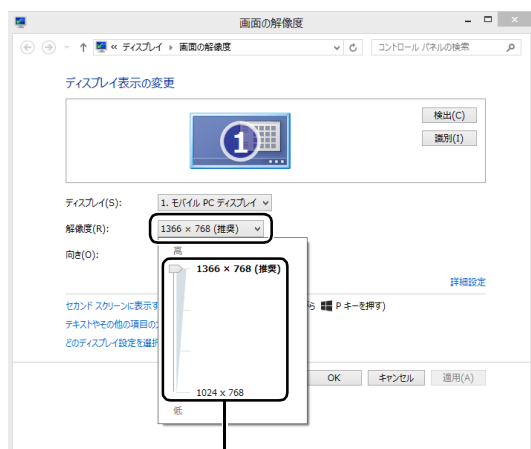 画面の解像度
« ディスプレイ ▸ 画面の解像度
コントロール パネルの検索
ディスプレイ表示の変更
1
検出(C)
識別(I)
ディスプレイ(S): 1. モバイル PC ディスプレイ
解像度(R): 1366 × 768 (推奨)
向き(O):
高
1366 × 768 (推奨)
1024 x 768
低
詳細設定
セカンド スクリーンに表示す
P キーを押す)
テキストやその他の項目の
どのディスプレイ設定を選択
OK キャンセル 適用(A)